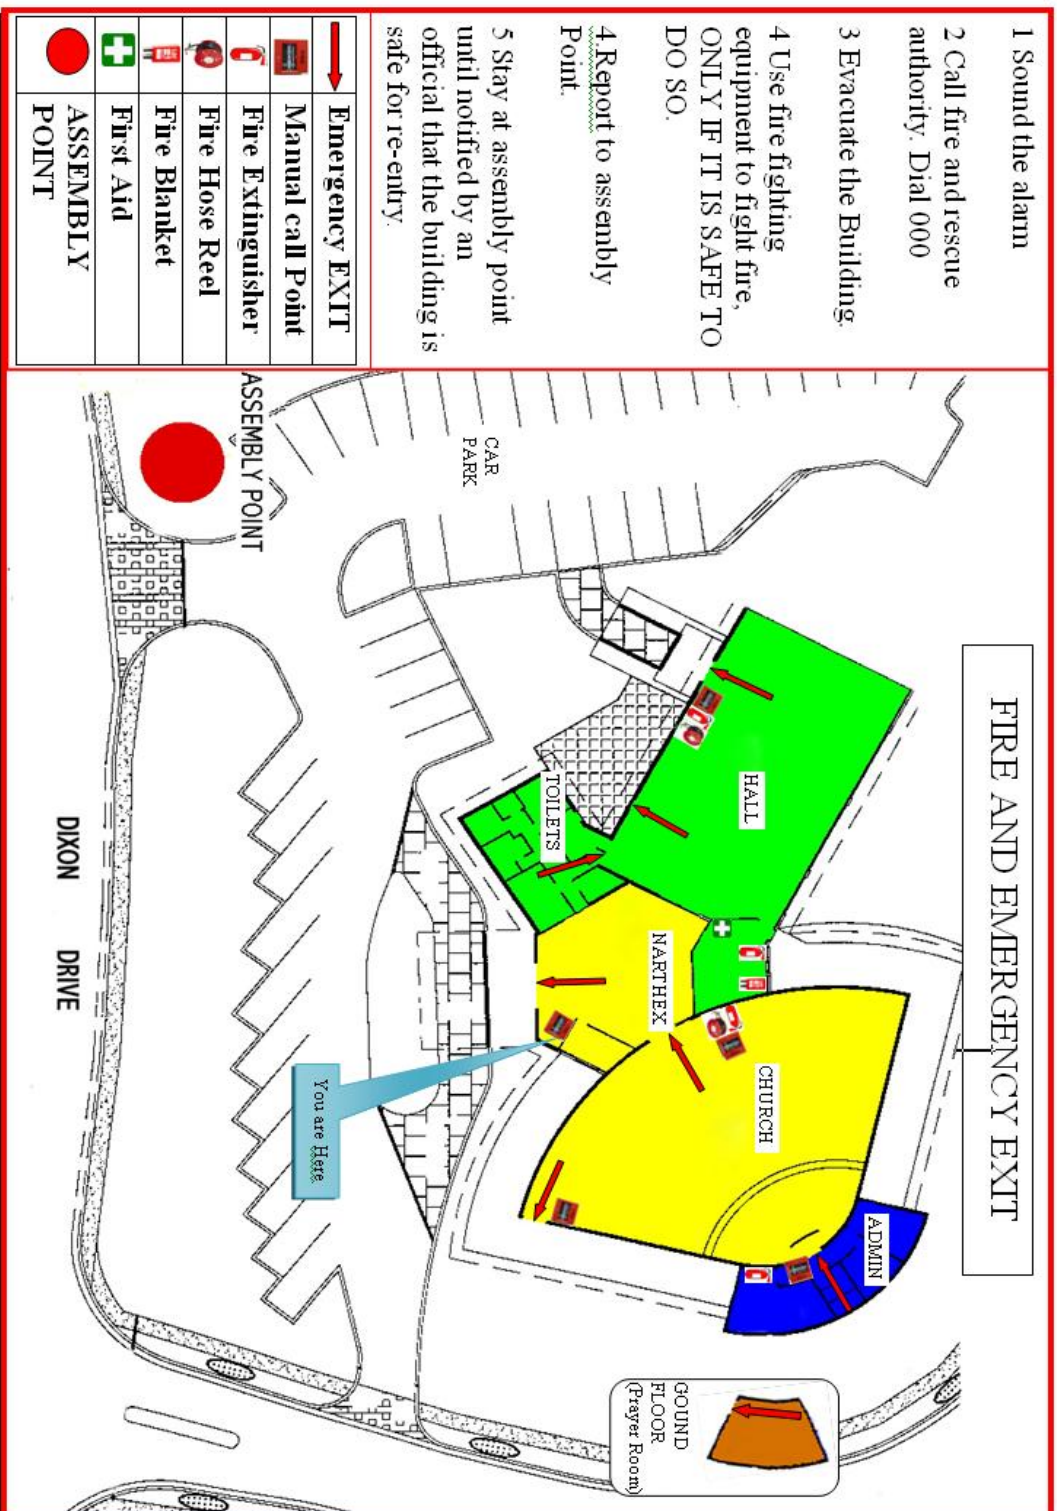 FIRE AND EMERGENCY EXIT
1 Sound the alarm
2 Call fire and rescue
authority. Dial 000
3 Evacuate the Building.
4 Use fire fighting
equipment to fight fire,
ONLY IF IT IS SAFE TO
DO SO.
4.Report to assembly
Point.
5 Stay at assembly point
until notified by an
official that the building is
safe for re-entry.
Emergency EXIT
Manual call Point
Fire Extinguisher
Fire Hose Reel
Fire Blanket
First Aid
ASSEMBLY
POINT
HALL
CHURCH
ADMIN
NARTHEX
TOILETS
CAR
PARK
GOUND
FLOOR
(Prayer Room)
You are Here
ASSEMBLY POINT
DIXON DRIVE